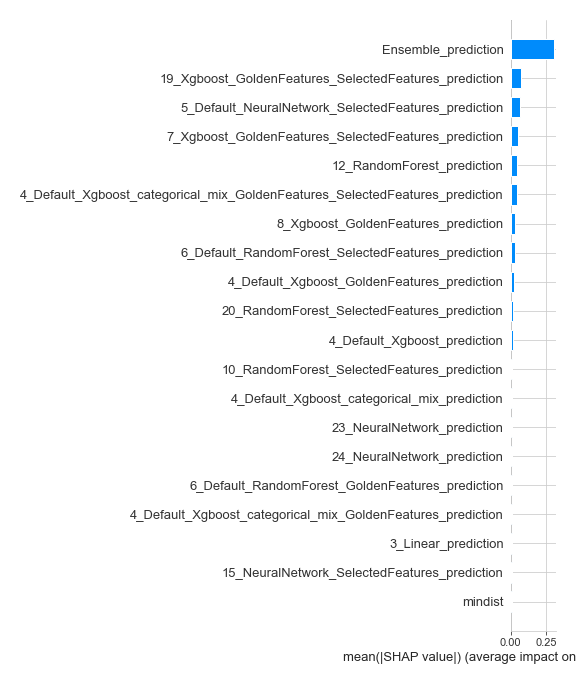 Ensemble_prediction
19_Xgboost_GoldenFeatures_SelectedFeatures_prediction
5_Default_NeuralNetwork_SelectedFeatures_prediction
7_Xgboost_GoldenFeatures_SelectedFeatures_prediction
12_RandomForest_prediction
4_Default_Xgboost_categorical_mix_GoldenFeatures_SelectedFeatures_prediction
8_Xgboost_GoldenFeatures_prediction
6_Default_RandomForest_SelectedFeatures_prediction
4_Default_Xgboost_GoldenFeatures_prediction
20_RandomForest_SelectedFeatures_prediction
4_Default_Xgboost_prediction
10_RandomForest_SelectedFeatures_prediction
4_Default_Xgboost_categorical_mix_prediction
23_NeuralNetwork_prediction
24_NeuralNetwork_prediction
6_Default_RandomForest_GoldenFeatures_prediction
4_Default_Xgboost_categorical_mix_GoldenFeatures_prediction
3_Linear_prediction
15_NeuralNetwork_SelectedFeatures_prediction
mindist
0.00 0.25
mean(|SHAP value|) (average impact on